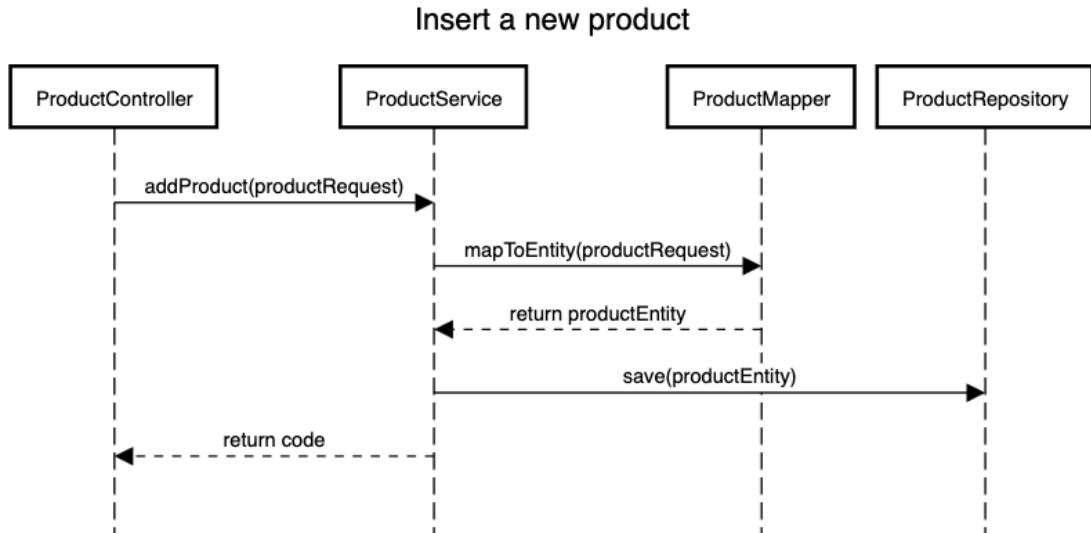 Insert a new product
ProductController
ProductService
ProductMapper
ProductRepository
addProduct(productRequest)
mapToEntity(productRequest)
return productEntity
save(productEntity)
return code